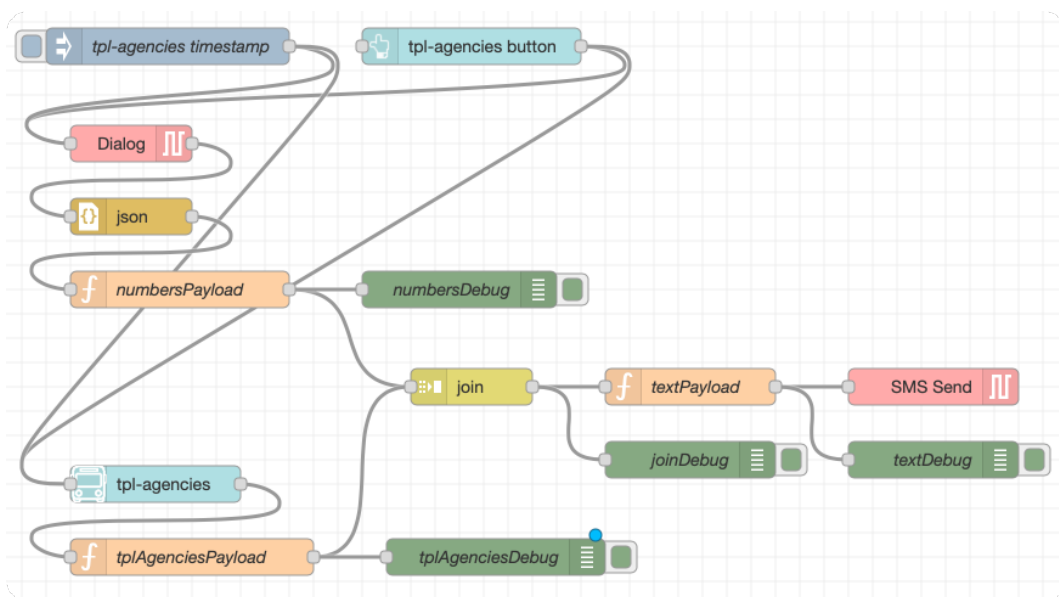 tpl-agencies timestamp
tpl-agencies button
Dialog
json
numbersPayload
numbersDebug
join
textPayload
SMS Send
joinDebug
textDebug
tpl-agencies
tplAgenciesPayload
tplAgenciesDebug